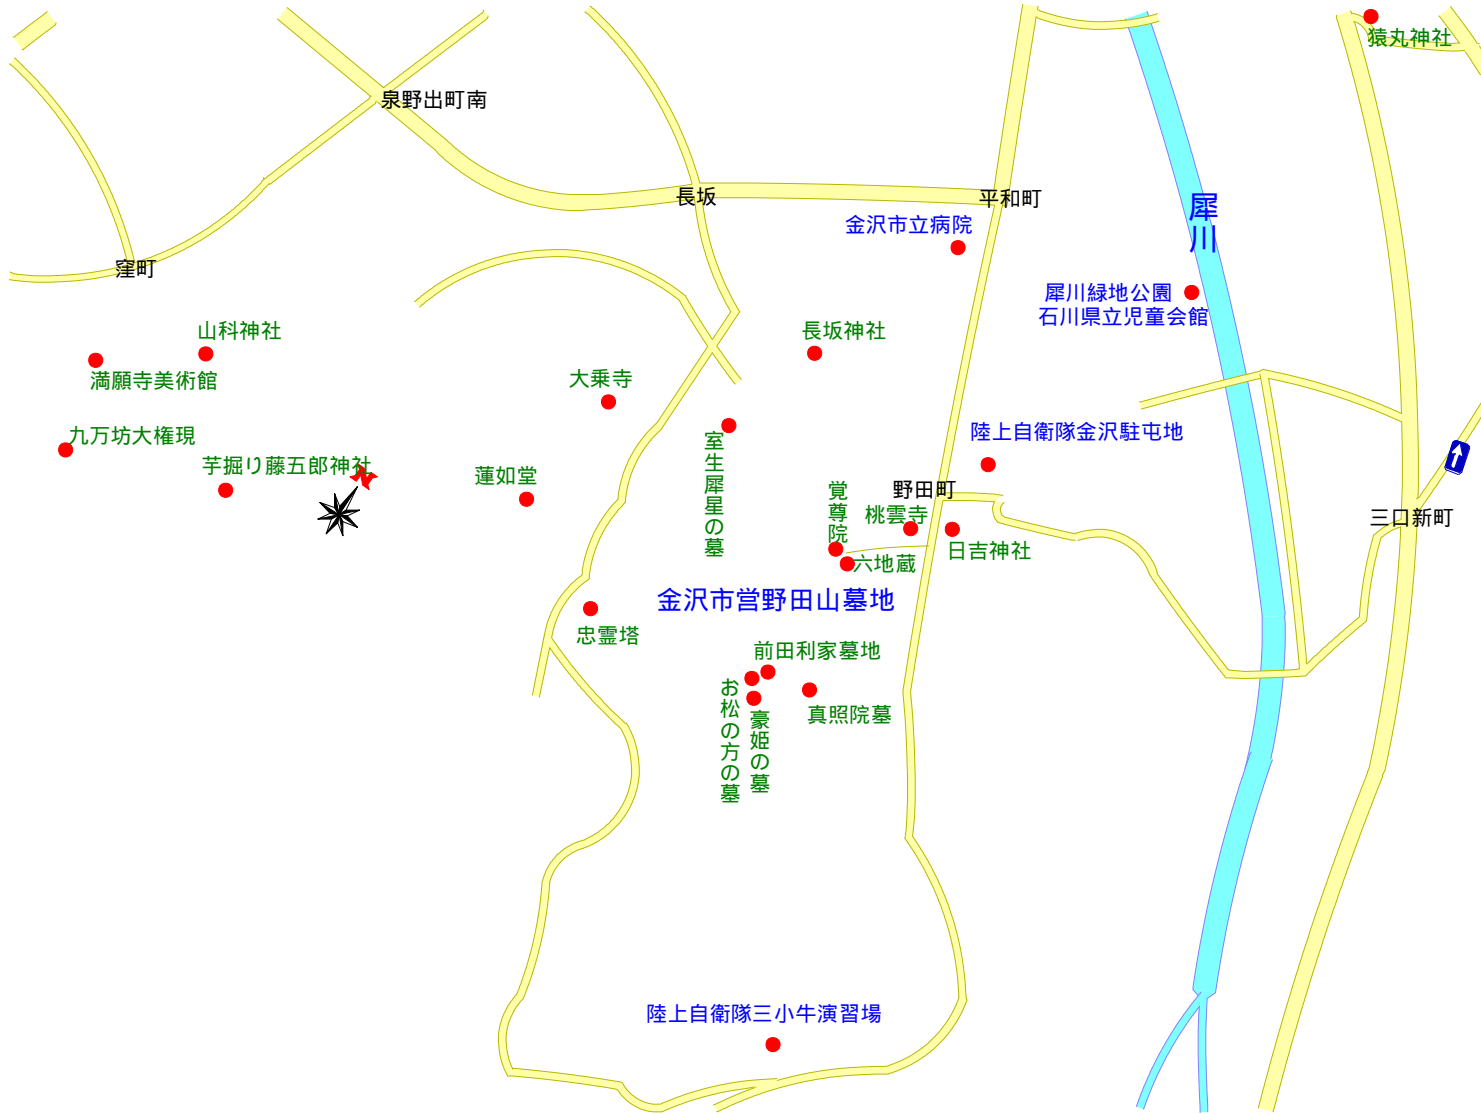 猿丸神社
泉野出町南
長坂
平和町
金沢市立病院
犀川
窪町
犀川緑地公園
石川県立児童会館
山科神社
長坂神社
満願寺美術館
大乗寺
九万坊大権現
陸上自衛隊金沢駐屯地
芋掘り藤五郎神社
N
蓮如堂
室生犀星の墓
覚尊院
野田町
桃雲寺
三口新町
日吉神社
六地蔵
金沢市営野田山墓地
忠霊塔
前田利家墓地
お松の方の墓
豪姫の墓
真照院墓
陸上自衛隊三小牛演習場